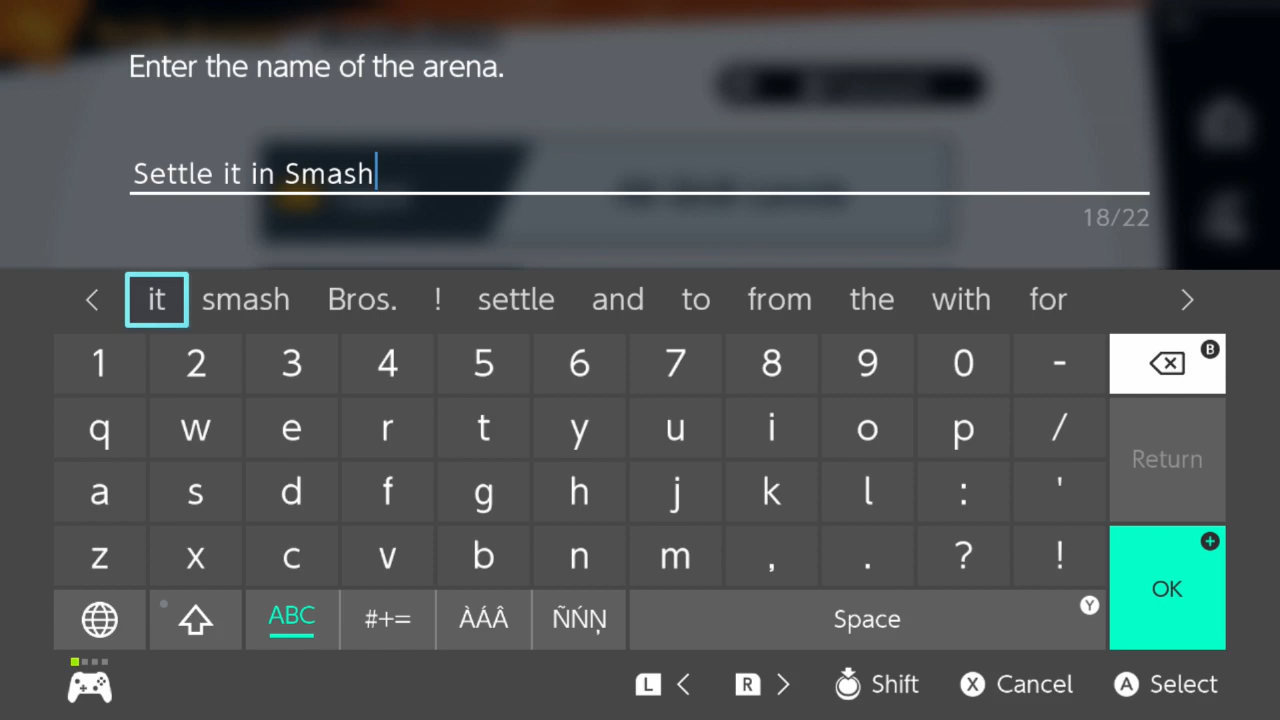 Enter the name of the arena.
Settle it in Smash
18/22
< it smash Bros. ! settle and to from the with for >
1 2 3 4 5 6 7 8 9 0 - B
q w e r t y u i o p /
Return
a s d f g h j k l : '
z x c v b n m , . ? ! +
OK
ABC #+= ÀÁÂ ÑŃŅ Space Y
L < R > Shift X Cancel A Select